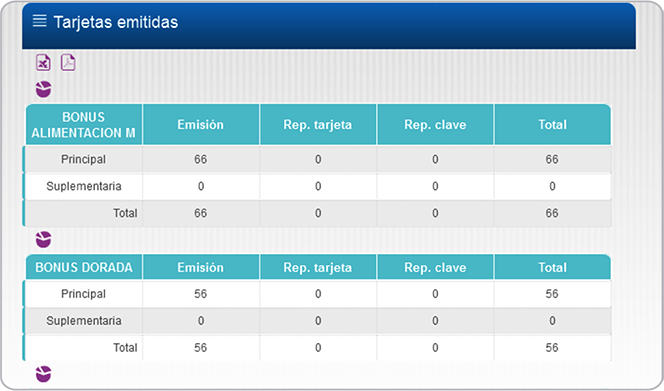 Tarjetas emitidas
BONUS
ALIMENTACION M Emisión Rep. tarjeta Rep. clave Total
Principal 66 0 0 66
Suplementaria 0 0 0 0
Total 66 0 0 66
BONUS DORADA Emisión Rep. tarjeta Rep. clave Total
Principal 56 0 0 56
Suplementaria 0 0 0 0
Total 56 0 0 56